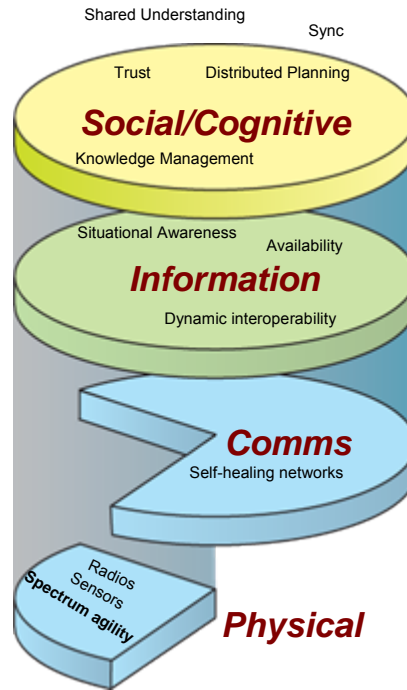 Shared Understanding
Sync
Trust
Distributed Planning
Social/Cognitive
Knowledge Management
Situational Awareness
Availability
Information
Dynamic interoperability
Comms
Self-healing networks
Radios
Sensors
Spectrum agility
Physical